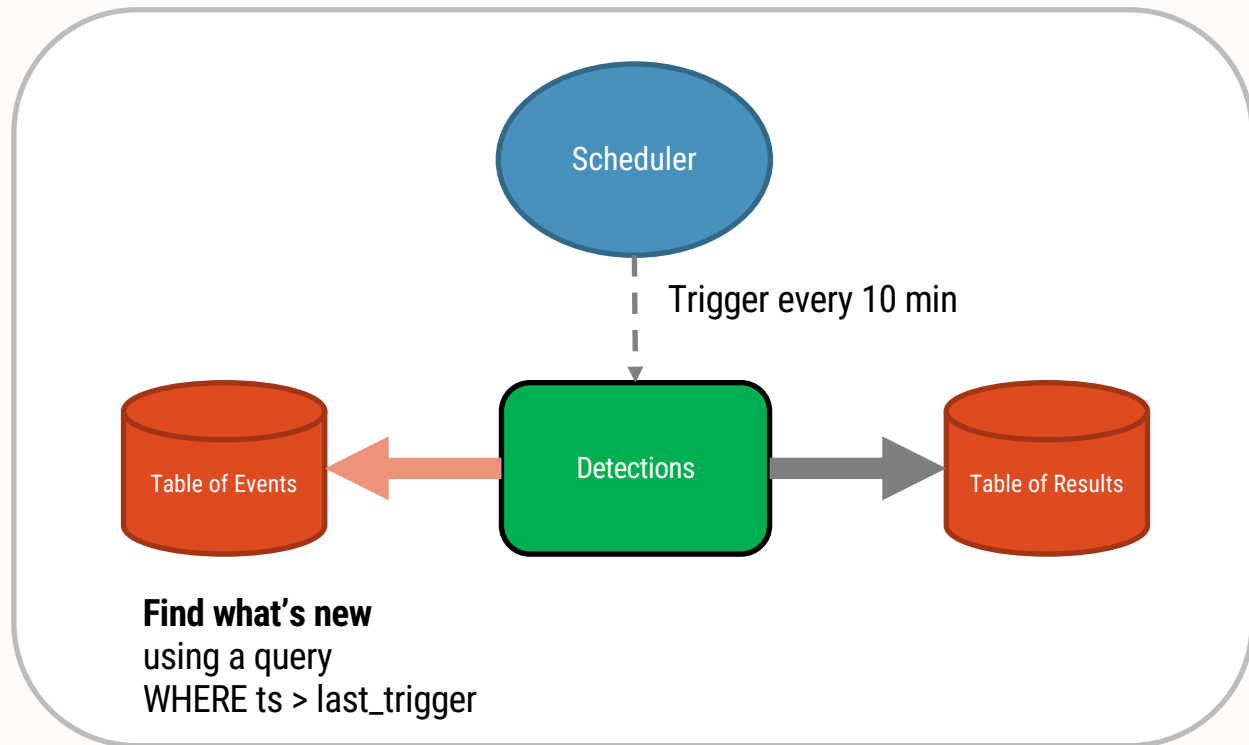 Scheduler
Trigger every 10 min
Table of Events
Detections
Table of Results
Find what’s new
using a query
WHERE ts > last_trigger